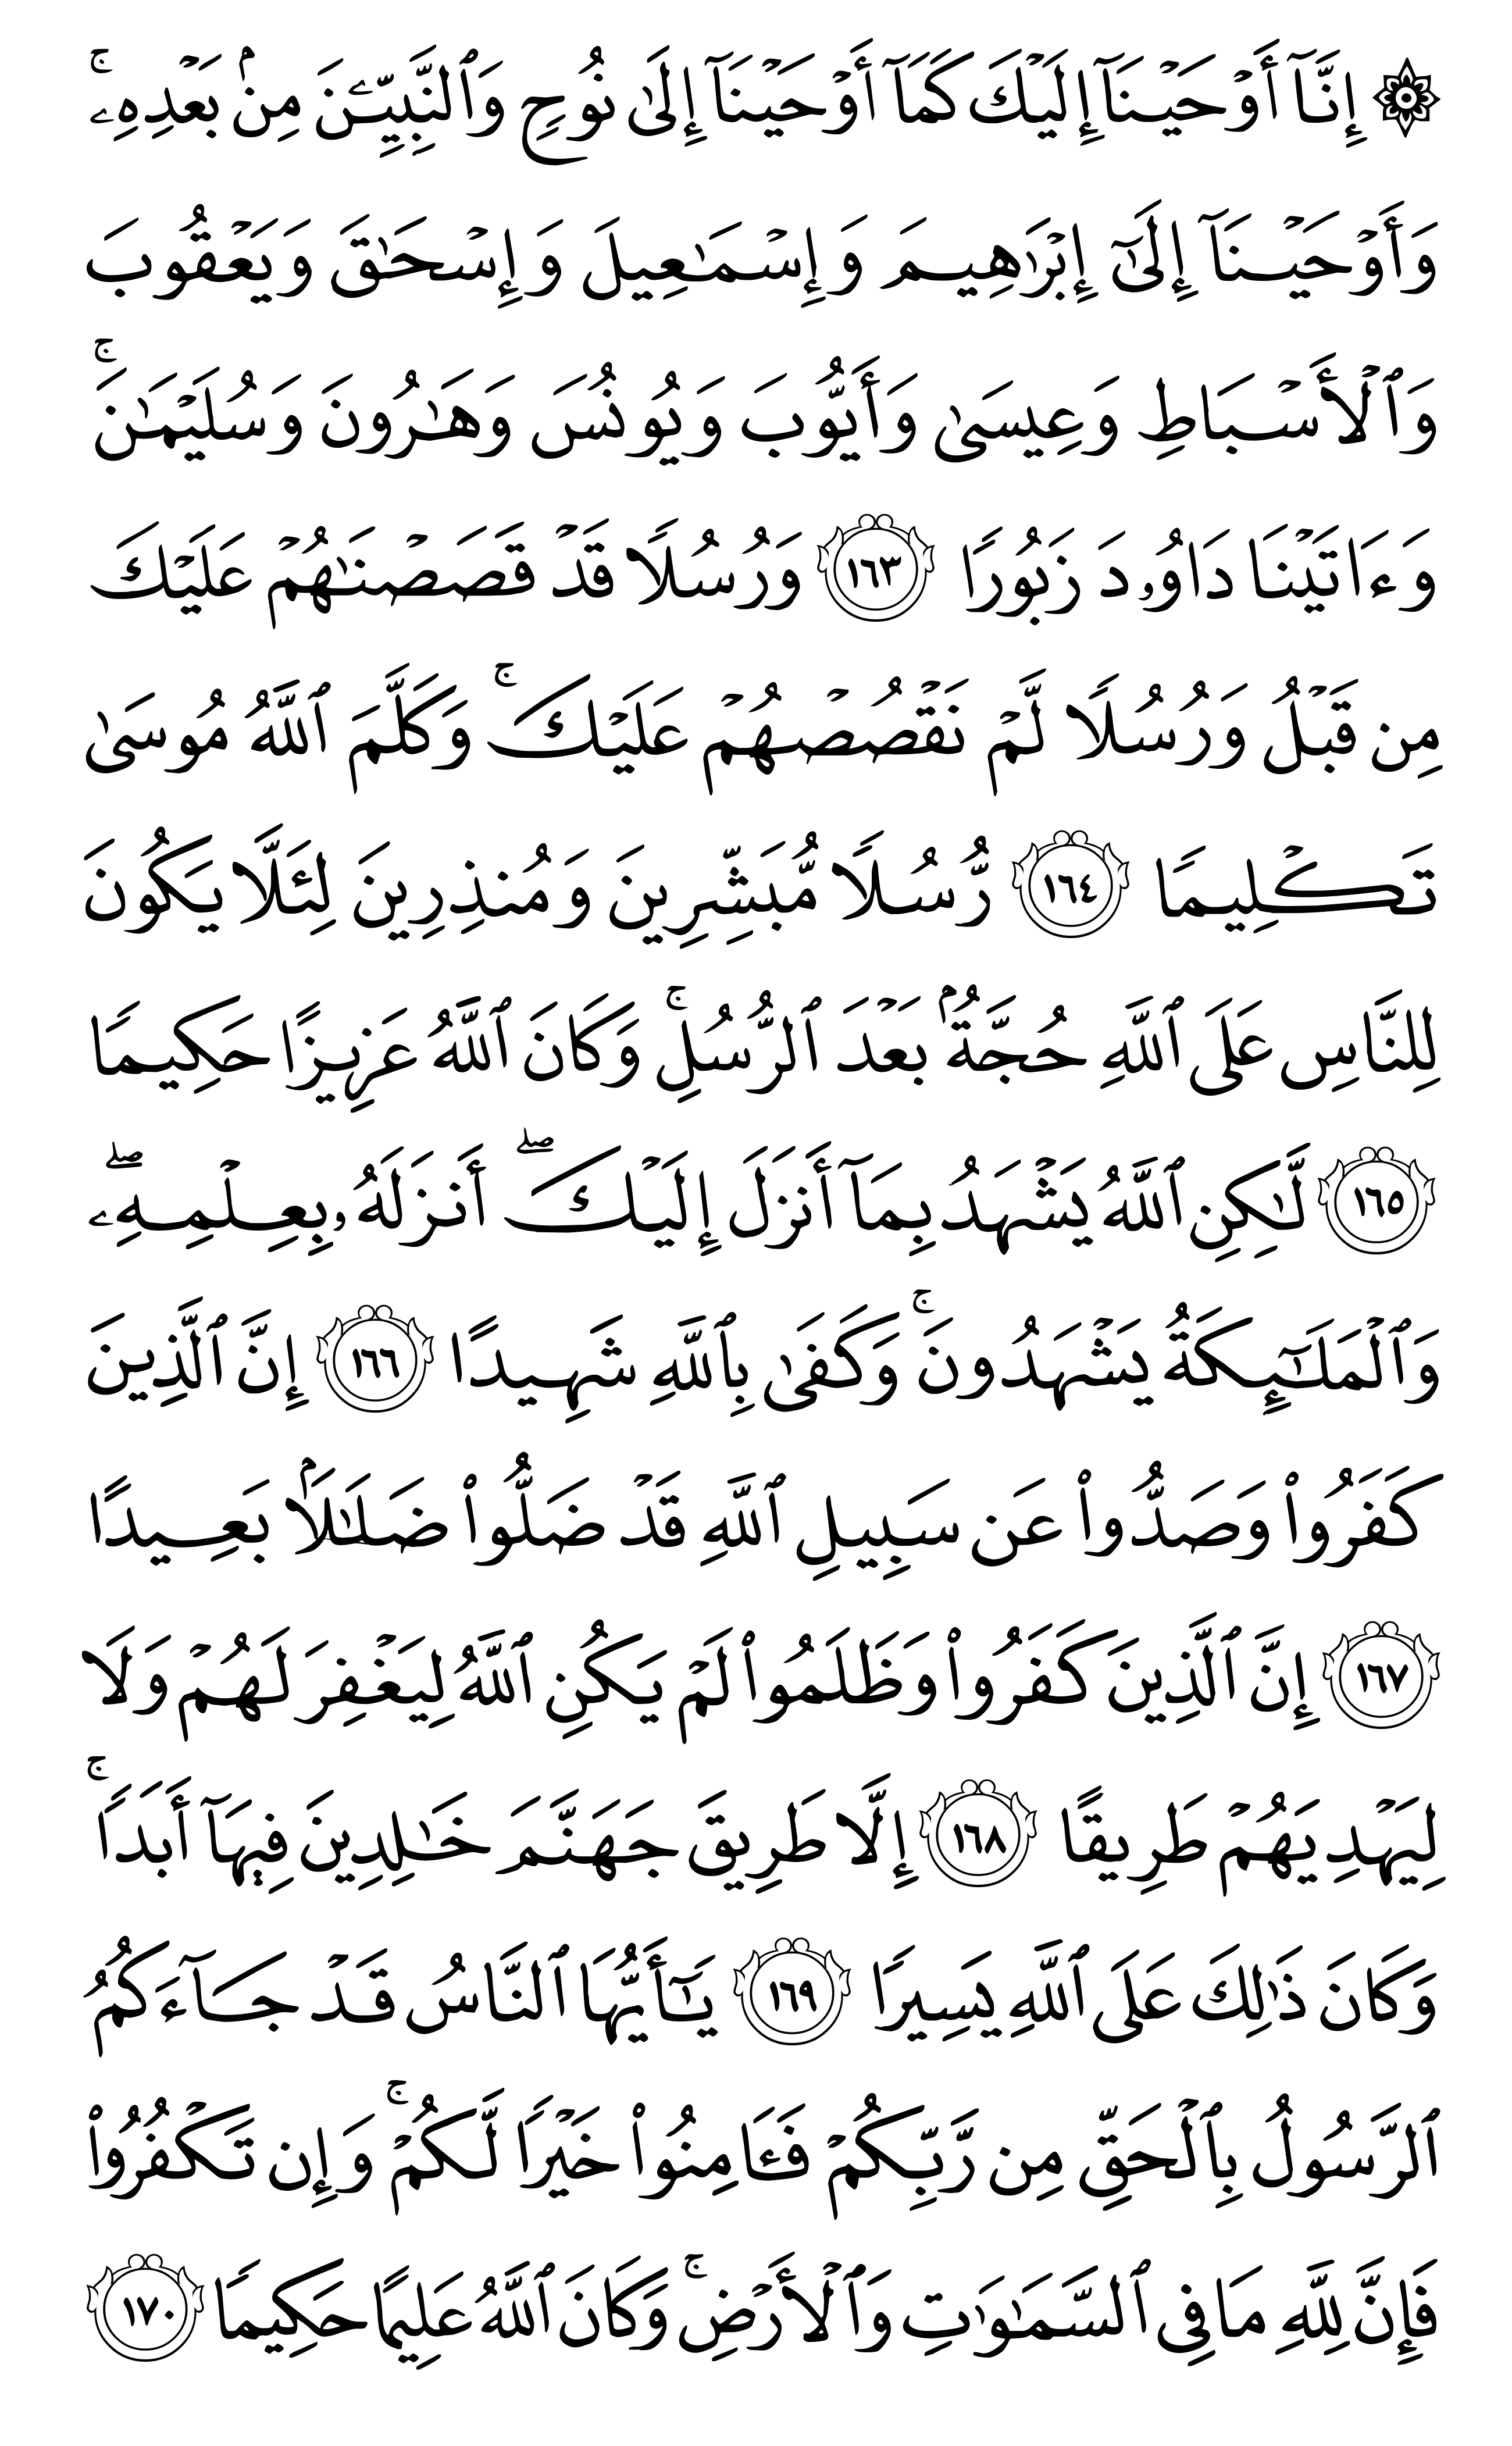 ۞ إِنَّآ أَوْحَيْنَآ إِلَيْكَ كَمَآ أَوْحَيْنَآ إِلَىٰ نُوحٍ وَٱلنَّبِيِّـۧنَ مِنۢ بَعْدِهِۦ ۚ
وَأَوْحَيْنَآ إِلَىٰٓ إِبْرَٰهِيمَ وَإِسْمَـٰعِيلَ وَإِسْحَـٰقَ وَيَعْقُوبَ
وَٱلْأَسْبَاطِ وَعِيسَىٰ وَأَيُّوبَ وَيُونُسَ وَهَـٰرُونَ وَسُلَيْمَـٰنَ ۚ
وَءَاتَيْنَا دَاوُۥدَ زَبُورًا ١٦٣ وَرُسُلًا قَدْ قَصَصْنَـٰهُمْ عَلَيْكَ
مِن قَبْلُ وَرُسُلًا لَّمْ نَقْصُصْهُمْ عَلَيْكَ ۚ وَكَلَّمَ ٱللَّهُ مُوسَىٰ
تَكْلِيمًا ١٦٤ رُّسُلًا مُّبَشِّرِينَ وَمُنذِرِينَ لِئَلَّا يَكُونَ
لِلنَّاسِ عَلَى ٱللَّهِ حُجَّةٌۢ بَعْدَ ٱلرُّسُلِ ۚ وَكَانَ ٱللَّهُ عَزِيزًا حَكِيمًا
١٦٥ لَّـٰكِنِ ٱللَّهُ يَشْهَدُ بِمَآ أَنزَلَ إِلَيْكَ ۖ أَنزَلَهُۥ بِعِلْمِهِۦ ۖ
وَٱلْمَلَـٰٓئِكَةُ يَشْهَدُونَ ۚ وَكَفَىٰ بِٱللَّهِ شَهِيدًا ١٦٦ إِنَّ ٱلَّذِينَ
كَفَرُوا۟ وَصَدُّوا۟ عَن سَبِيلِ ٱللَّهِ قَدْ ضَلُّوا۟ ضَلَـٰلًۢا بَعِيدًا
١٦٧ إِنَّ ٱلَّذِينَ كَفَرُوا۟ وَظَلَمُوا۟ لَمْ يَكُنِ ٱللَّهُ لِيَغْفِرَ لَهُمْ وَلَا
لِيَهْدِيَهُمْ طَرِيقًا ١٦٨ إِلَّا طَرِيقَ جَهَنَّمَ خَـٰلِدِينَ فِيهَآ أَبَدًا ۚ
وَكَانَ ذَٰلِكَ عَلَى ٱللَّهِ يَسِيرًا ١٦٩ يَـٰٓأَيُّهَا ٱلنَّاسُ قَدْ جَآءَكُمُ
ٱلرَّسُولُ بِٱلْحَقِّ مِن رَّبِّكُمْ فَـَٔامِنُوا۟ خَيْرًا لَّكُمْ ۚ وَإِن تَكْفُرُوا۟
فَإِنَّ لِلَّهِ مَا فِى ٱلسَّمَـٰوَٰتِ وَٱلْأَرْضِ ۚ وَكَانَ ٱللَّهُ عَلِيمًا حَكِيمًا ١٧٠